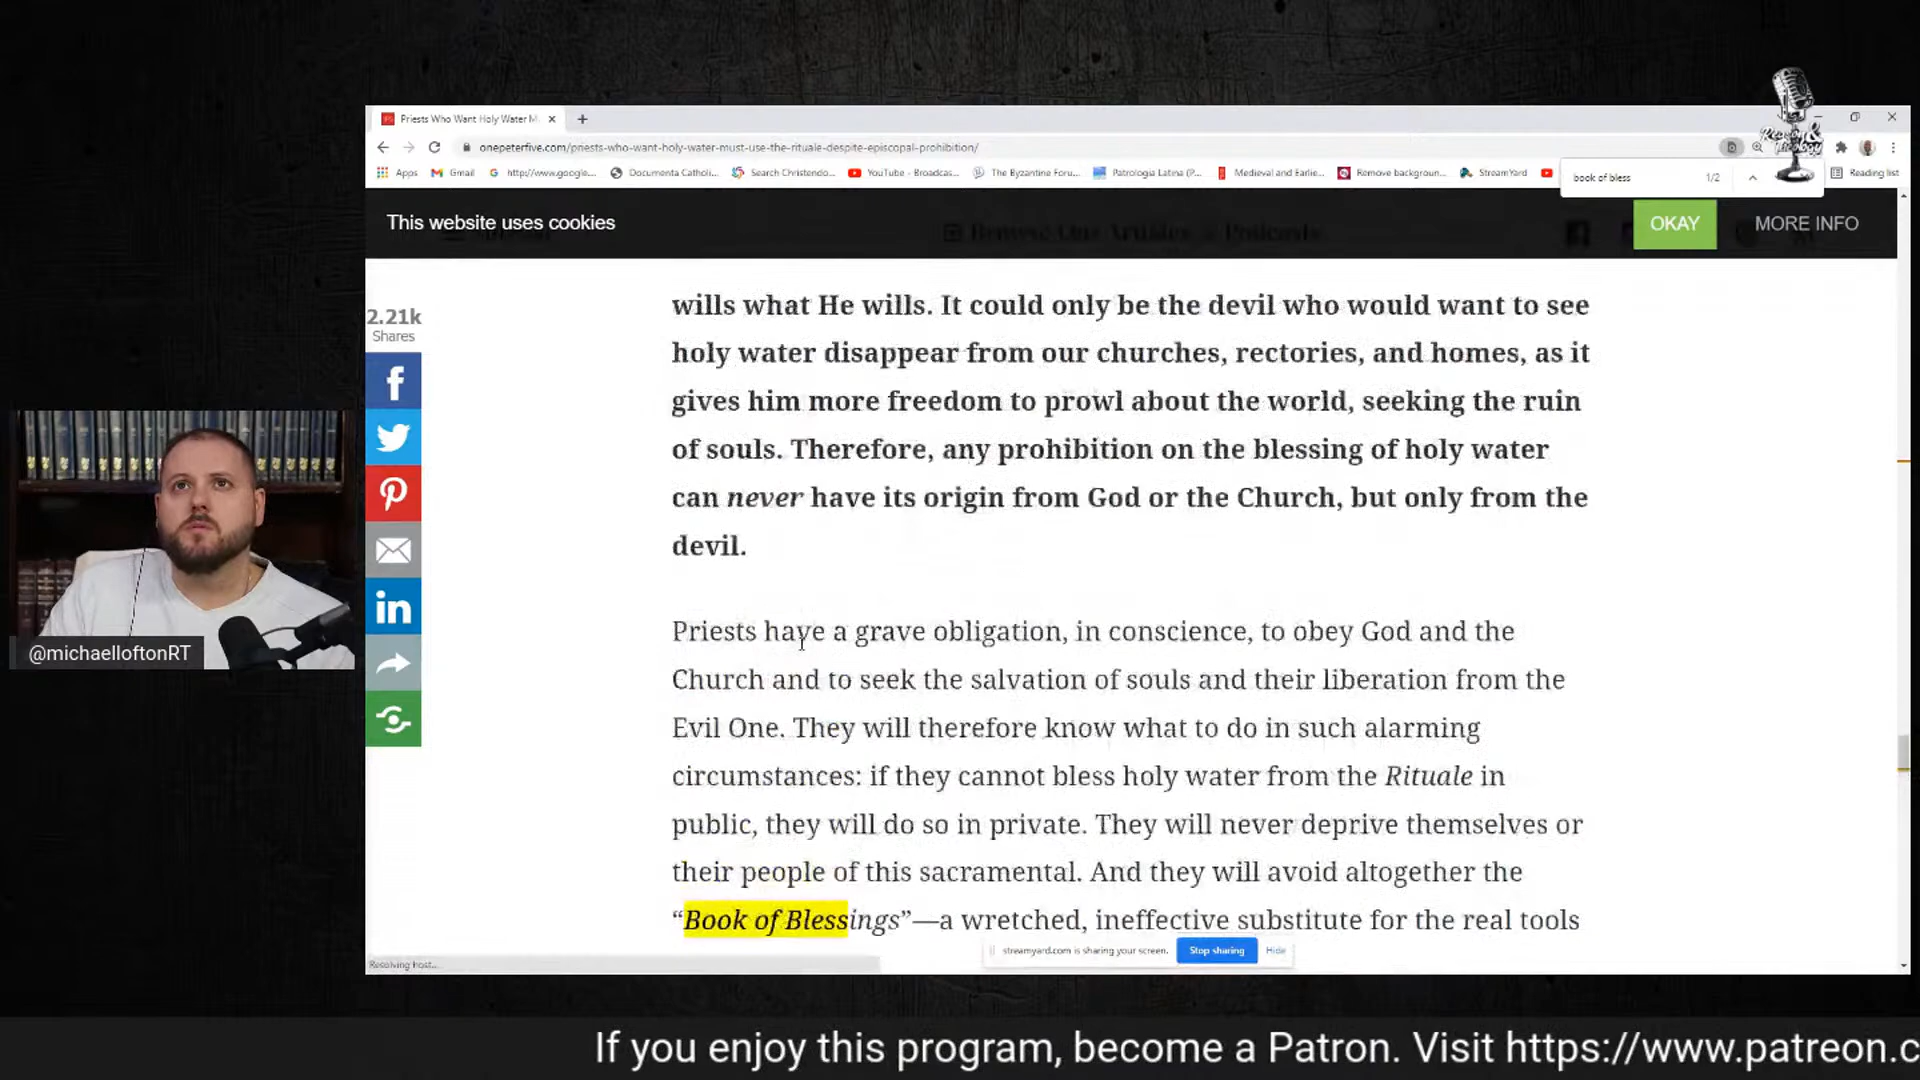 Priests Who Want Holy Water M
onepeterfive.com/priests-who-want-holy-water-must-use-the-rituale-despite-episcopal-prohibition/
Reason &
Theology
Apps
Gmail
http://www.google...
Documenta Catholi...
Search Christendo...
YouTube - Broadcas...
The Byzantine Foru...
Patrologia Latina (P...
Medieval and Earlie...
Remove backgroun...
StreamYard
book of bless
1/2
Reading list
This website uses cookies
OKAY
MORE INFO
2.21k
Shares
wills what He wills. It could only be the devil who would want to see
holy water disappear from our churches, rectories, and homes, as it
gives him more freedom to prowl about the world, seeking the ruin
of souls. Therefore, any prohibition on the blessing of holy water
can never have its origin from God or the Church, but only from the
devil.
Priests have a grave obligation, in conscience, to obey God and the
Church and to seek the salvation of souls and their liberation from the
Evil One. They will therefore know what to do in such alarming
circumstances: if they cannot bless holy water from the Rituale in
public, they will do so in private. They will never deprive themselves or
their people of this sacramental. And they will avoid altogether the
“Book of Blessings”—a wretched, ineffective substitute for the real tools
@michaelloftonRT
streamyard.com is sharing your screen.
Stop sharing
Hide
Resolving host...
If you enjoy this program, become a Patron. Visit https://www.patreon.c